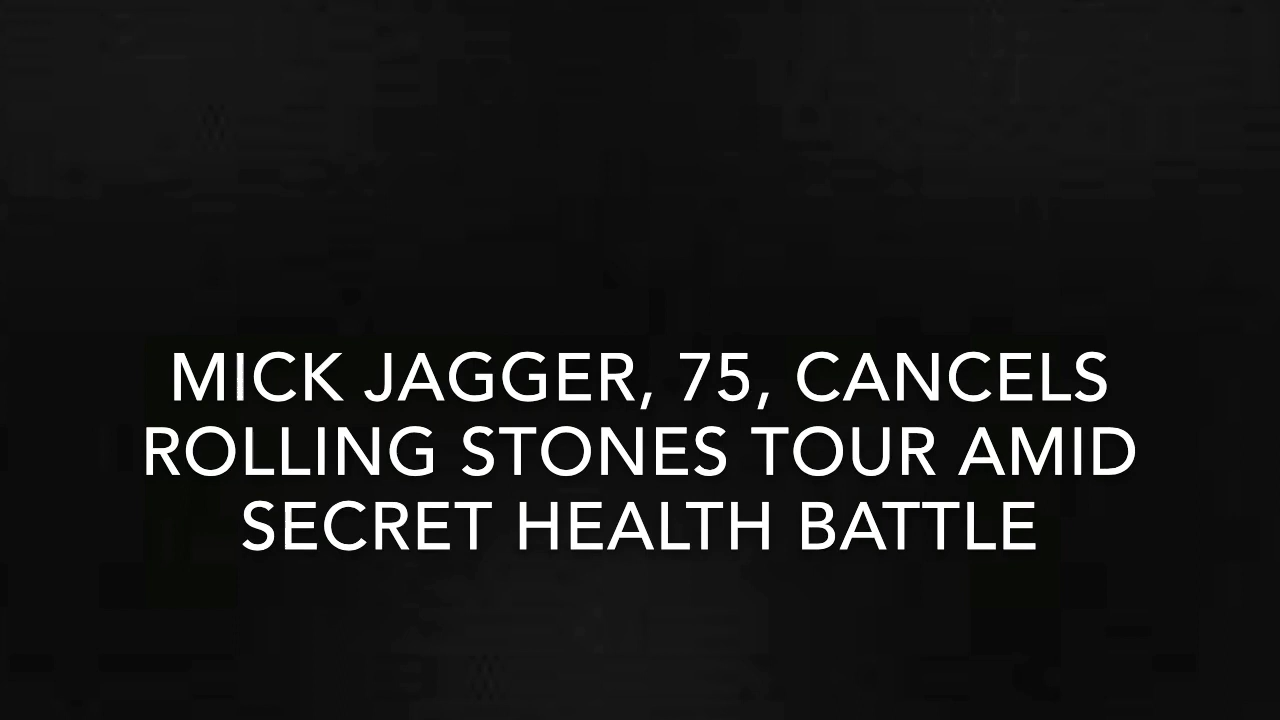 MICK JAGGER, 75, CANCELS
ROLLING STONES TOUR AMID
SECRET HEALTH BATTLE